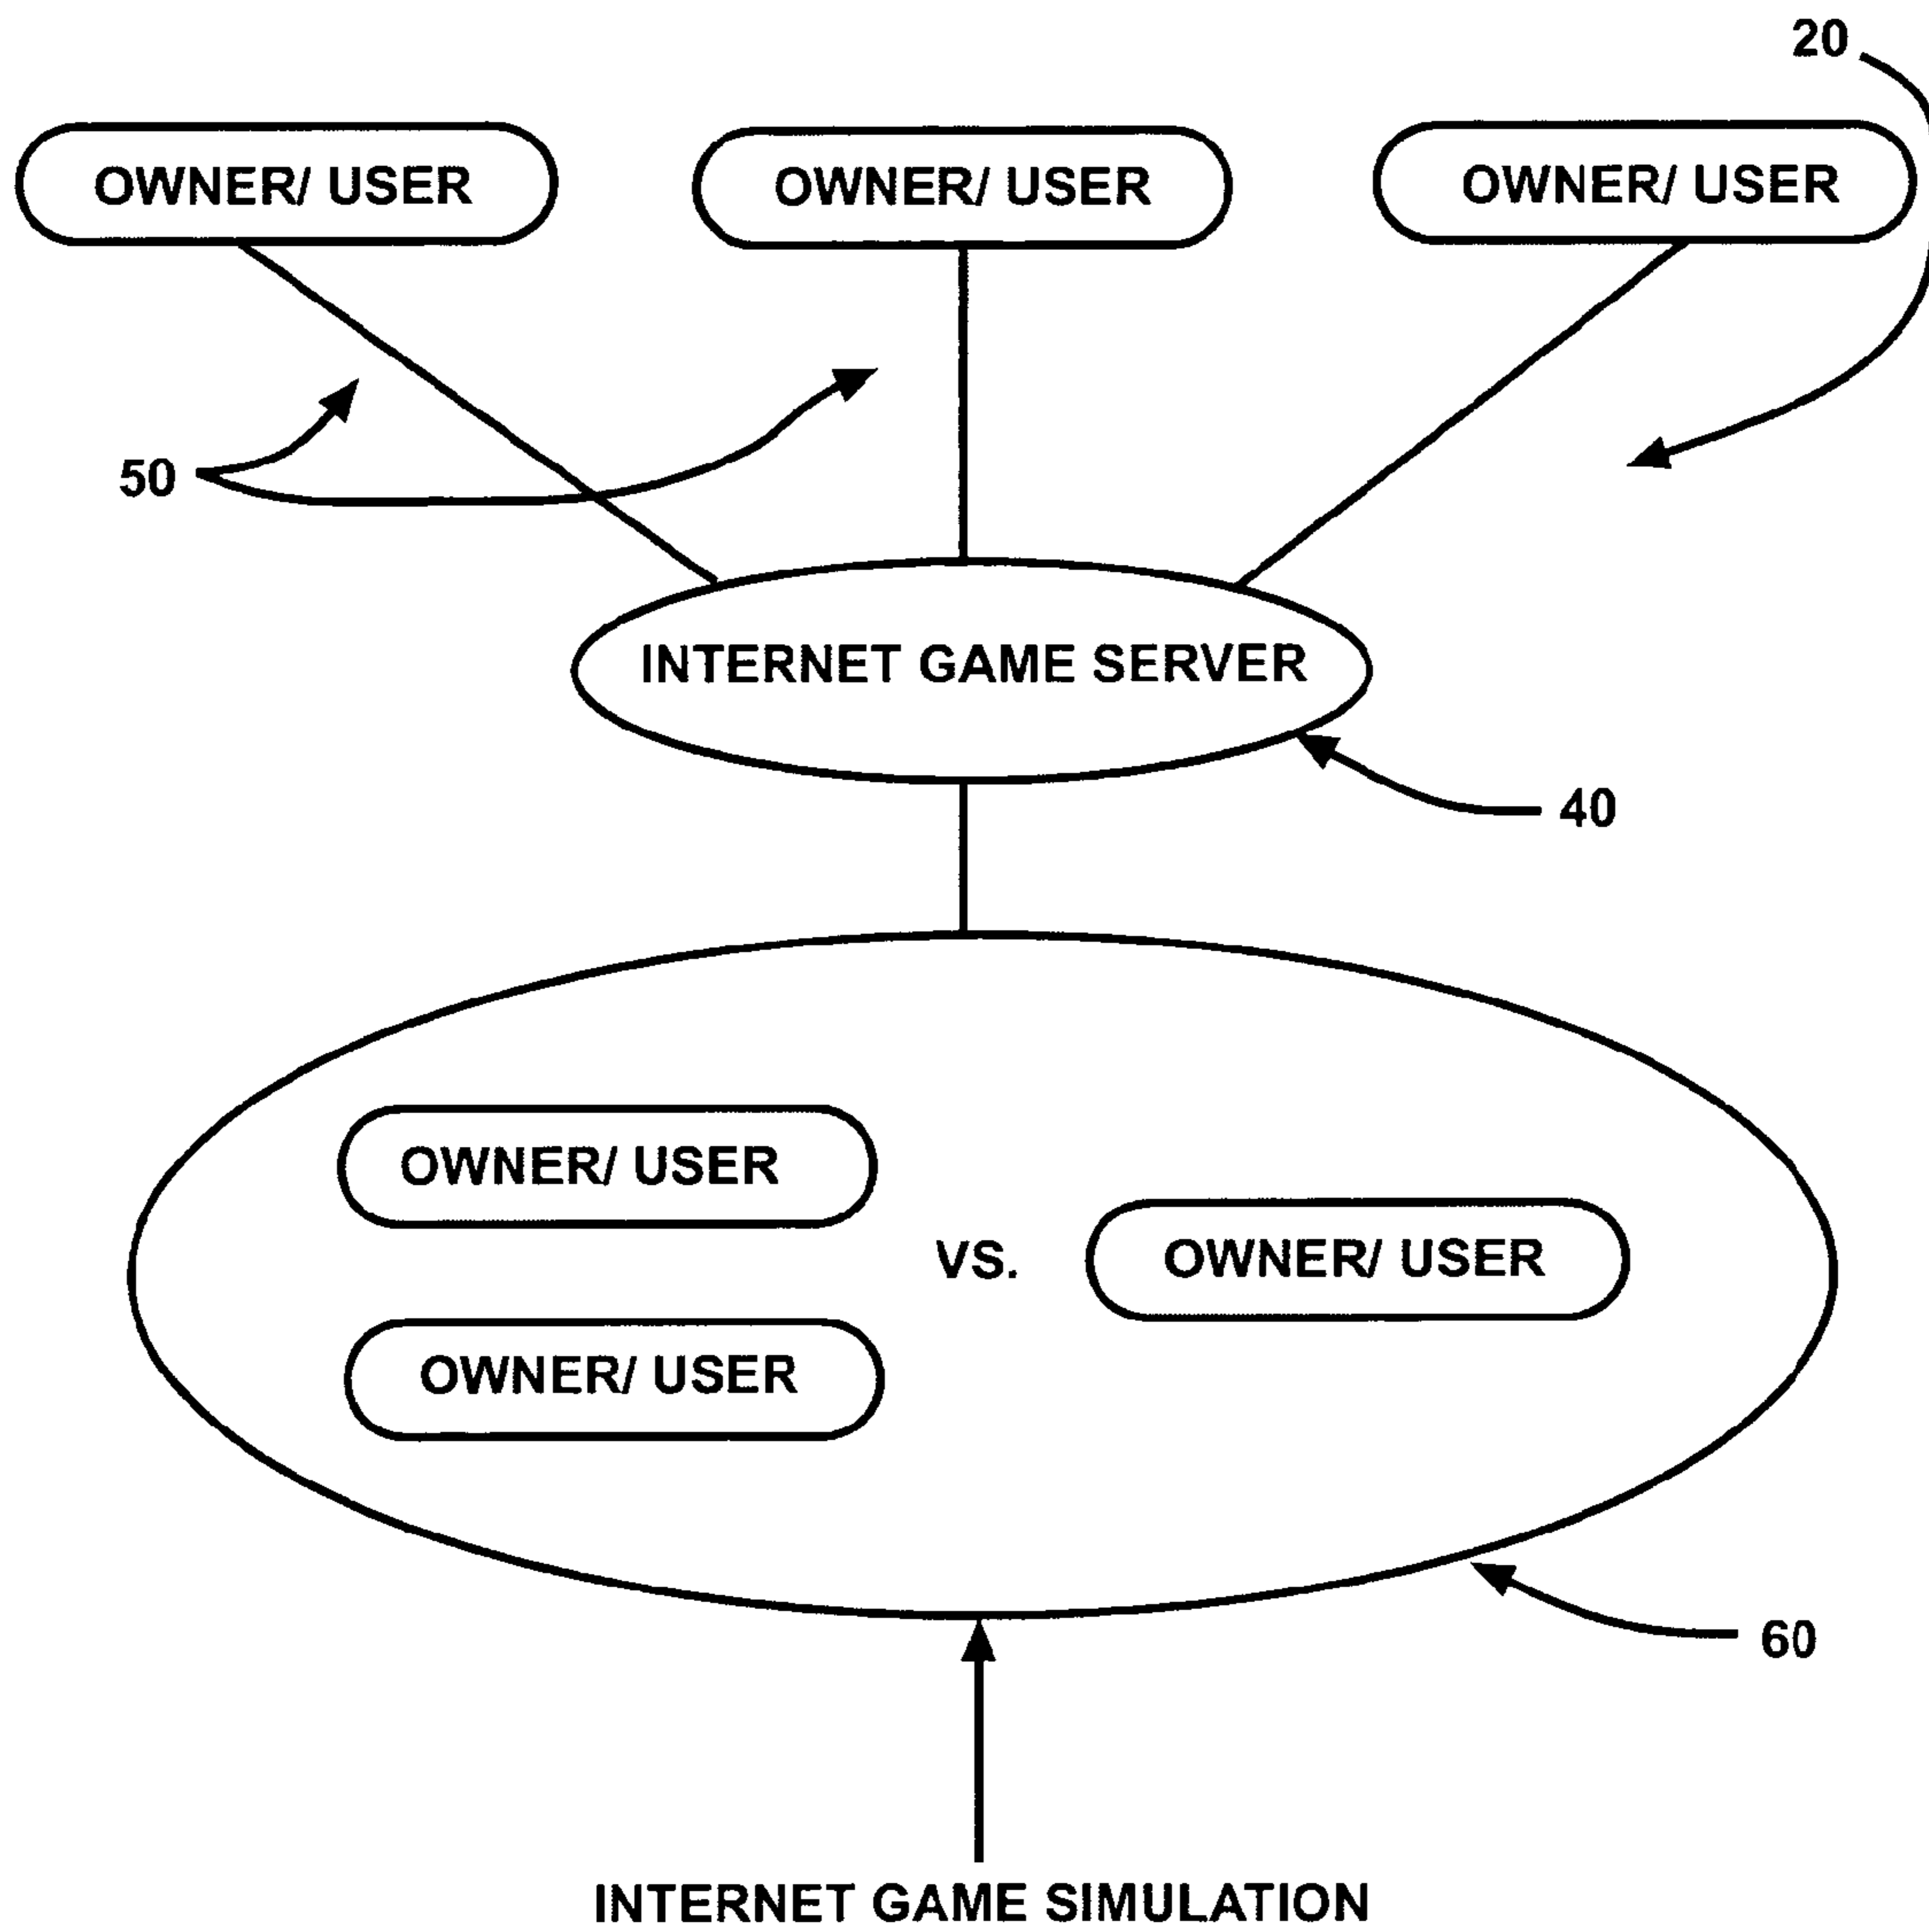 20
OWNER/ USER
OWNER/ USER
OWNER/ USER
50
INTERNET GAME SERVER
40
OWNER/ USER
VS.
OWNER/ USER
OWNER/ USER
60
INTERNET GAME SIMULATION